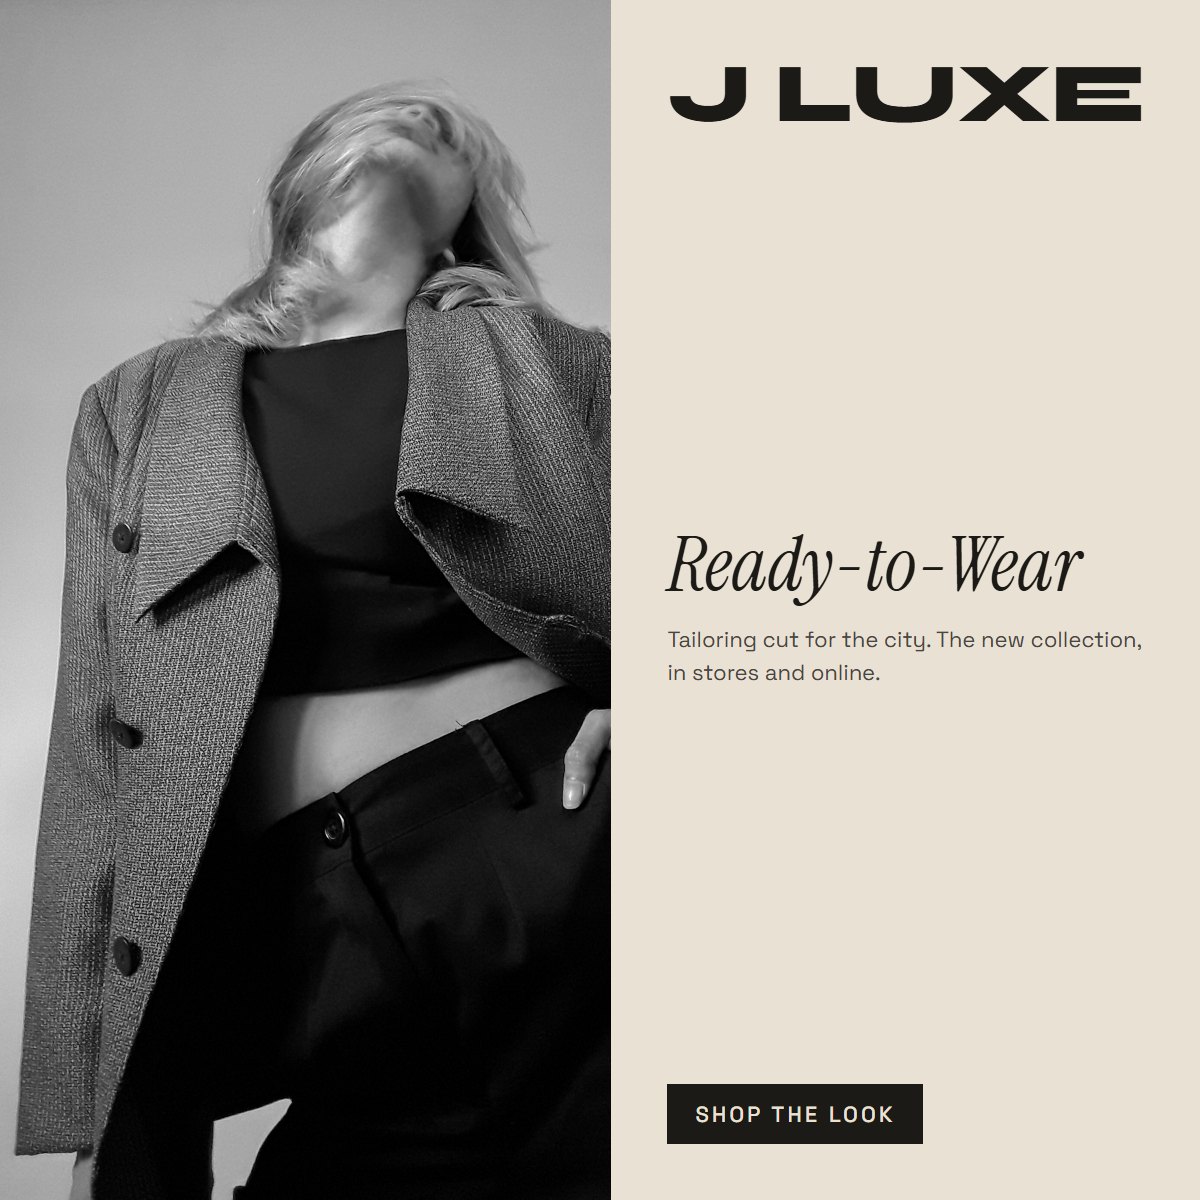 J LUXE
Ready-to-Wear
Tailoring cut for the city. The new collection,
in stores and online.
SHOP THE LOOK